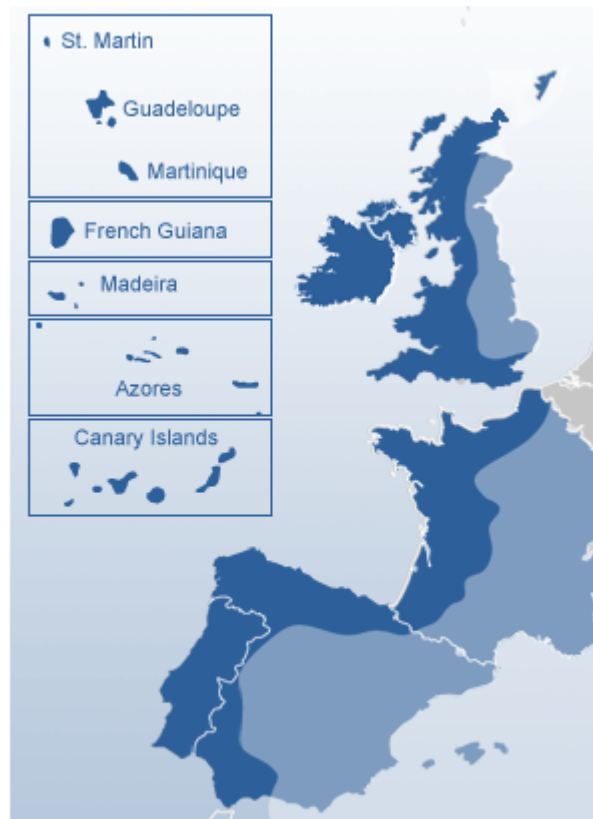 St. Martin
Guadeloupe
Martinique
French Guiana
Madeira
Azores
Canary Islands